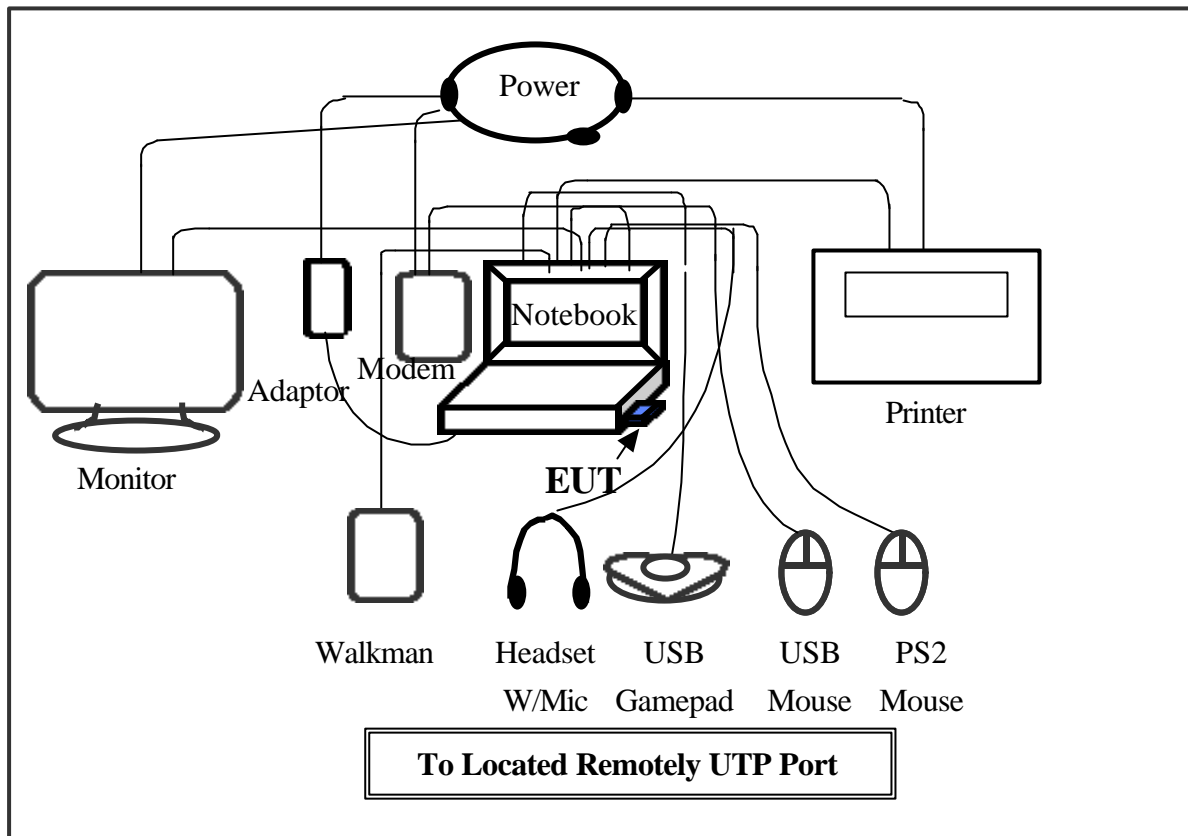 Power
Notebook
Modem
Adaptor
Printer
Monitor
EUT
Walkman
Headset
W/Mic
USB
Gamepad
USB
Mouse
PS2
Mouse
To Located Remotely UTP Port